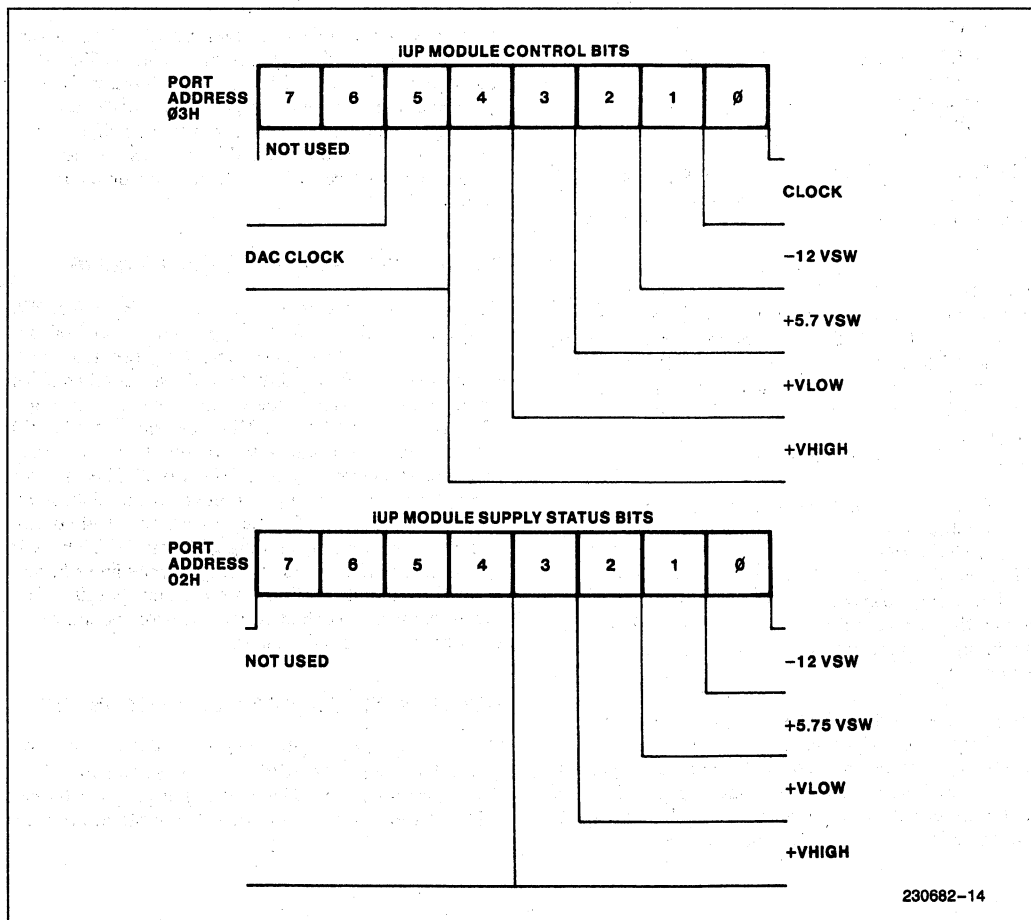 iUP MODULE CONTROL BITS
PORT
ADDRESS
Ø3H
7 6 5 4 3 2 1 Ø
NOT USED
CLOCK
DAC CLOCK
−12 VSW
+5.7 VSW
+VLOW
+VHIGH
iUP MODULE SUPPLY STATUS BITS
PORT
ADDRESS
02H
7 6 5 4 3 2 1 Ø
NOT USED
−12 VSW
+5.75 VSW
+VLOW
+VHIGH
230682–14